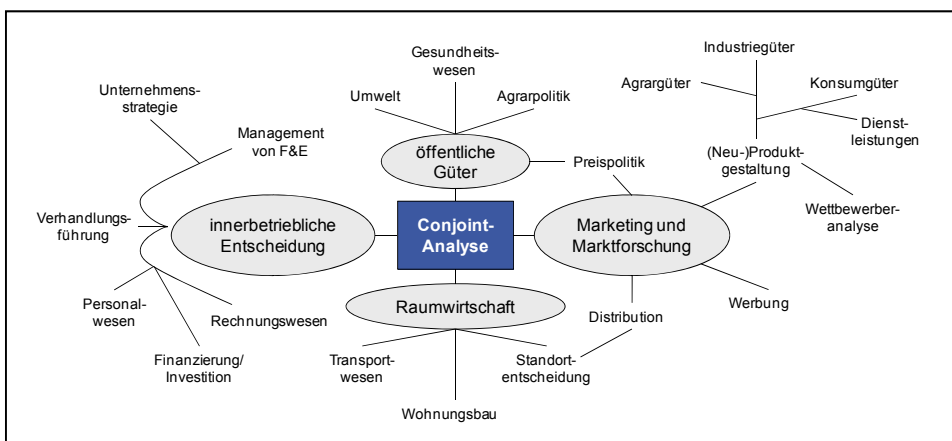 Industriegüter
Gesundheits-
wesen
Agrargüter
Konsumgüter
Unternehmens-
strategie
Umwelt
Agrarpolitik
Dienst-
leistungen
Management
von F&E
öffentliche
Güter
Preispolitik
(Neu-)Produkt-
gestaltung
Verhandlungs-
führung
innerbetriebliche
Entscheidung
Conjoint-
Analyse
Marketing und
Marktforschung
Wettbewerber-
analyse
Personal-
wesen
Rechnungswesen
Raumwirtschaft
Distribution
Werbung
Finanzierung/
Investition
Transport-
wesen
Standort-
entscheidung
Wohnungsbau